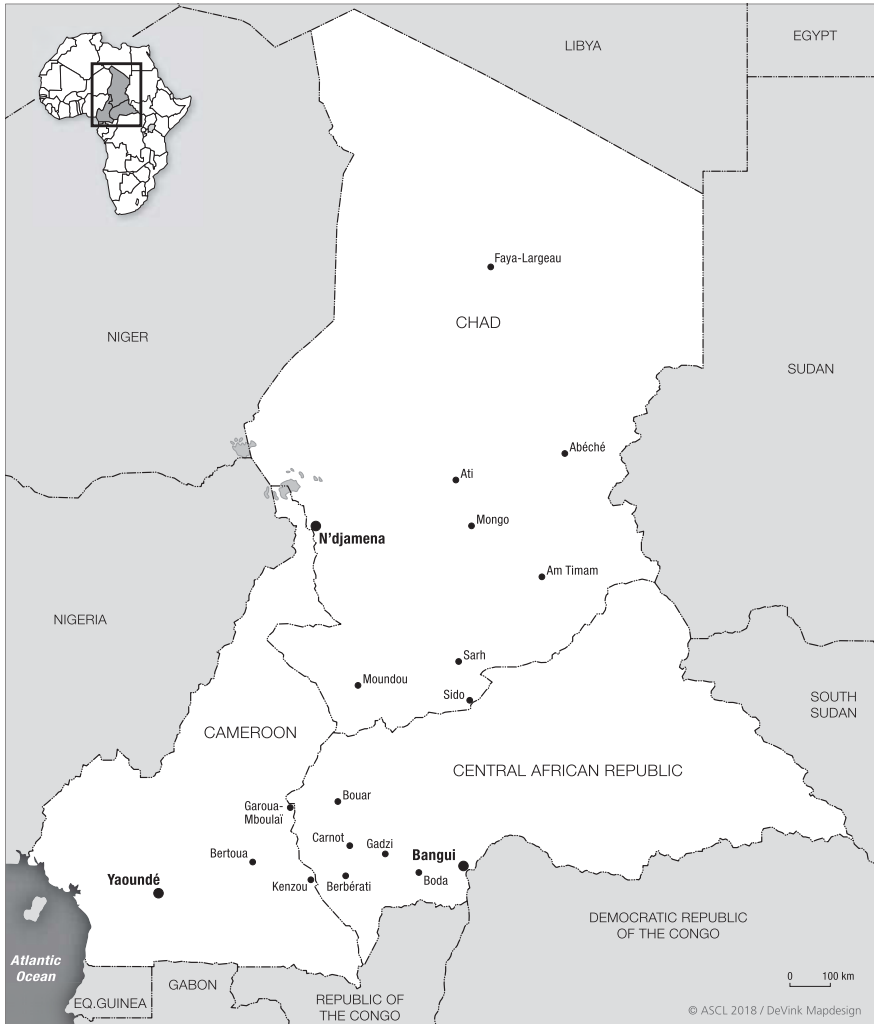 LIBYA
EGYPT
Faya-Largeau
CHAD
NIGER
SUDAN
Abéché
Ati
Mongo
N'djamena
Am Timam
NIGERIA
Sarh
Moundou
Sido
SOUTH
SUDAN
CAMEROON
CENTRAL AFRICAN REPUBLIC
Bouar
Garoua-
Mboulaï
Carnot
Gadzi
Bertoua
Bangui
Yaoundé
Kenzou
Berbérati
Boda
DEMOCRATIC REPUBLIC
OF THE CONGO
Atlantic
Ocean
0 100 km
GABON
EQ.GUINEA
REPUBLIC OF
THE CONGO
© ASCL 2018 / DeVink Mapdesign